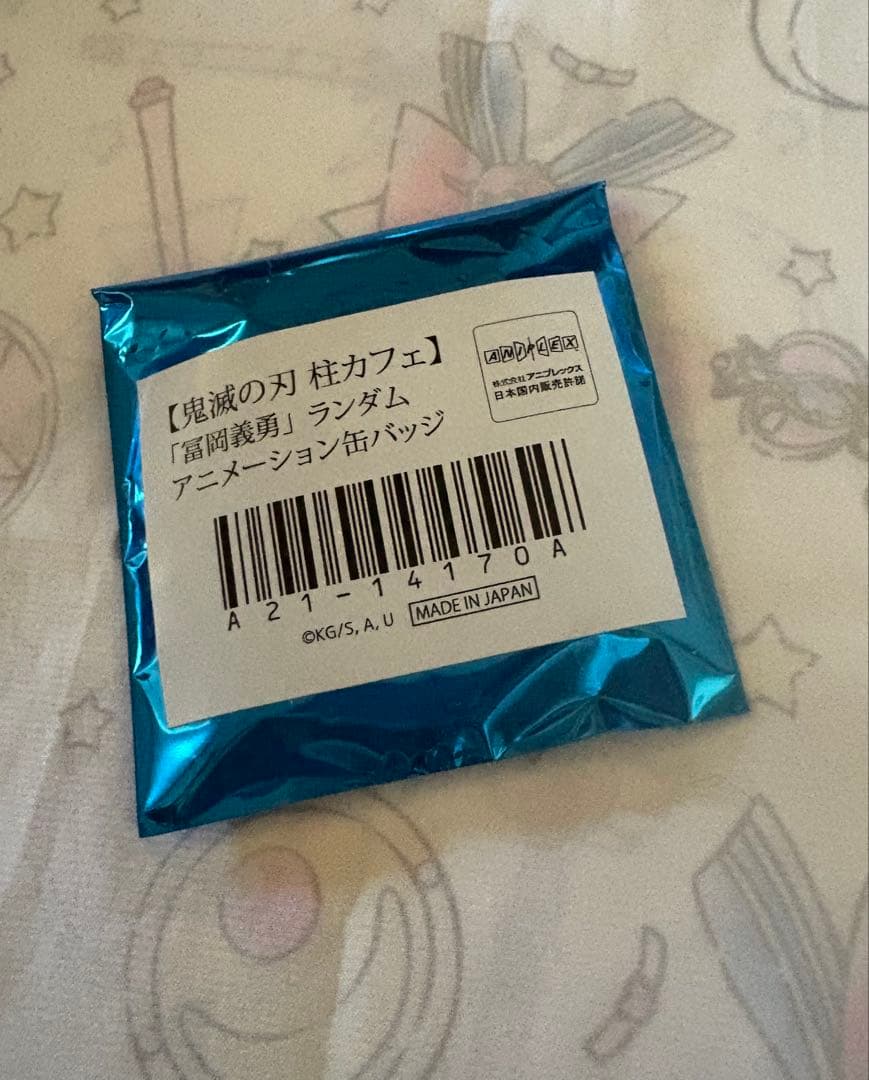 【鬼滅の刃 柱カフェ】
「冨岡義勇」ランダム
アニメーション缶バッジ
ANIPLEX
株式会社アニプレックス
日本国内販売許諾
A21-14170A
©KG/S, A, U
MADE IN JAPAN